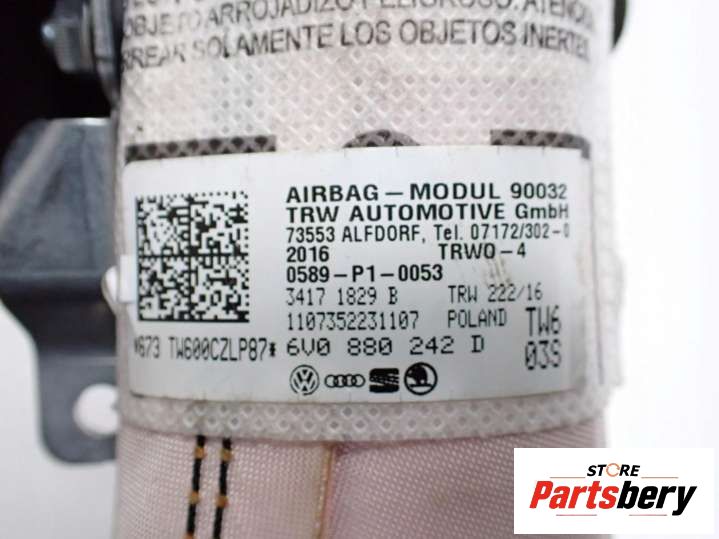 OBJETO ARROJADIZO PELIGROSO. ATENCION
SOLAMENTE LOS OBJETOS INERTES
AIRBAG – MODUL 90032
TRW AUTOMOTIVE GmbH
73553 ALFDORF, Tel. 07172/302-0
2016 TRWO-4
0589-P1-0053
3417 1829 B TRW 222/16
1107352231107 POLAND TW6
TW600CZLP87* 6V0 880 242 D 03S
STORE
Partsbery